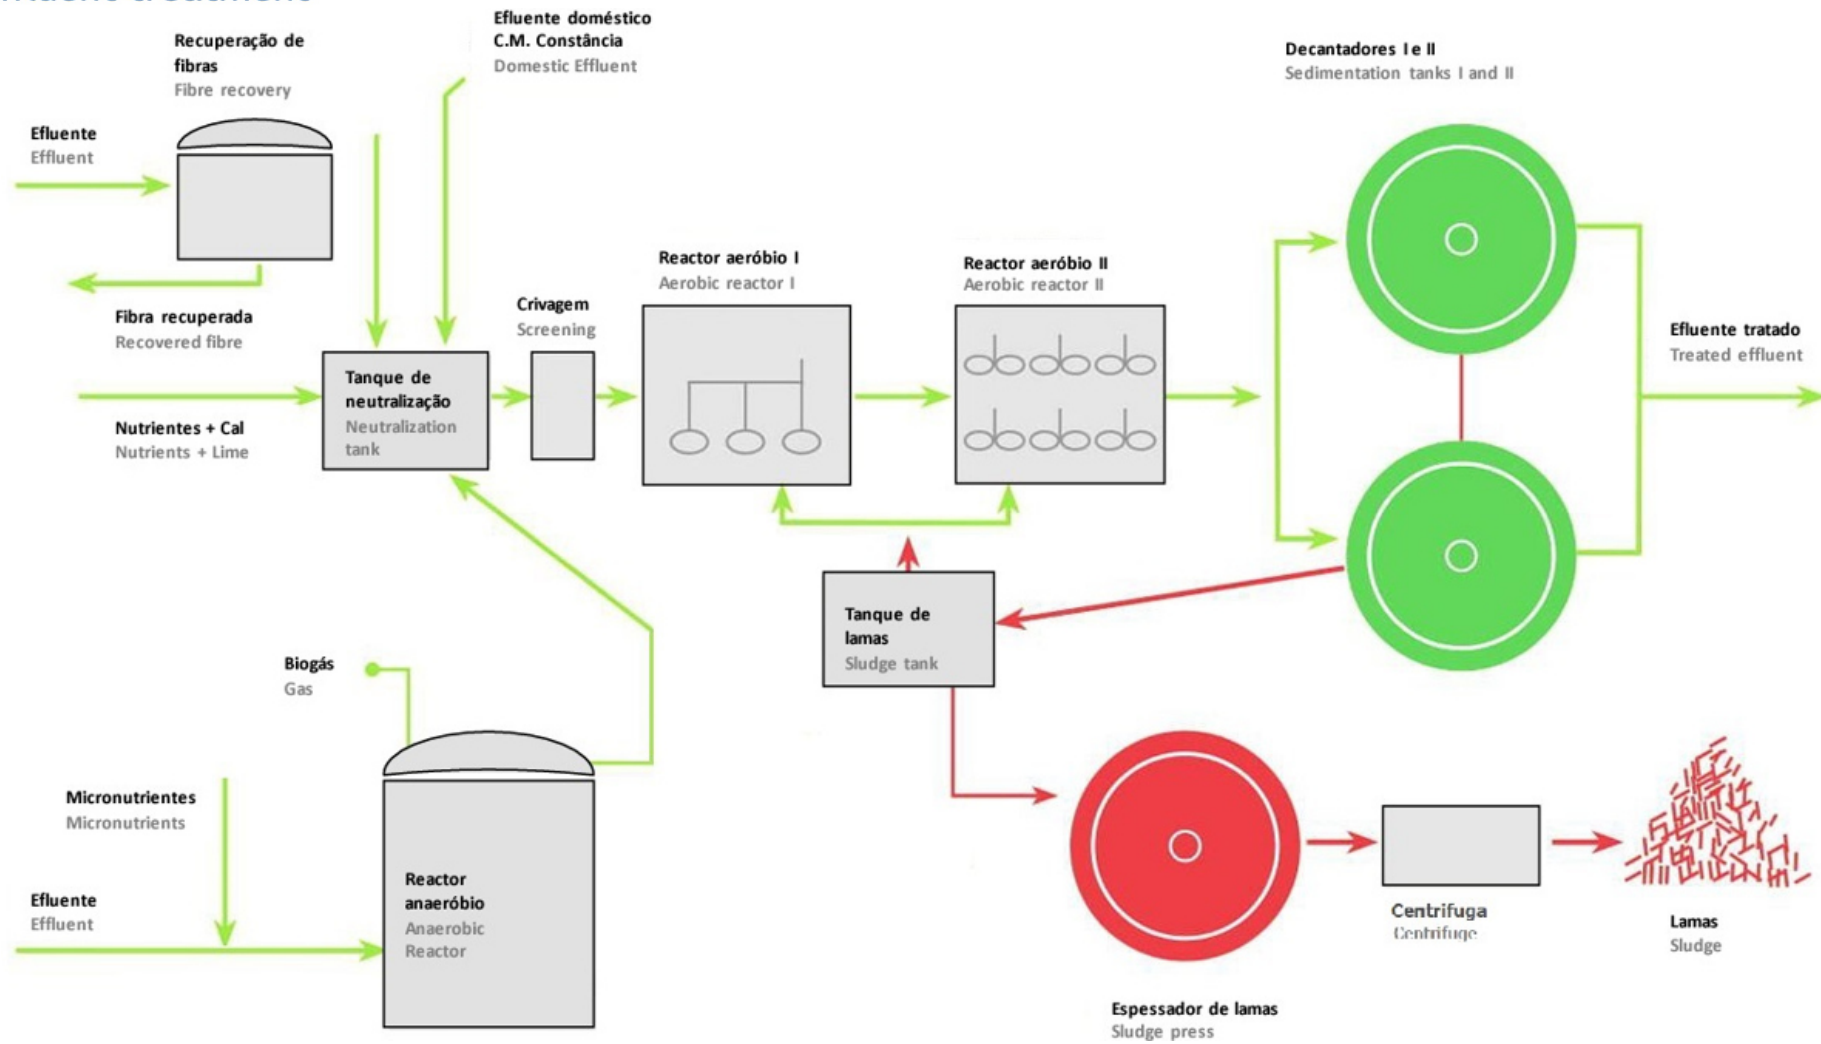 Efluente doméstico
C.M. Constância
Domestic Effluent
Recuperação de
fibras
Fibre recovery
Decantadores I e II
Sedimentation tanks I and II
Efluente
Effluent
Fibra recuperada
Recovered fibre
Reactor aeróbio I
Aerobic reactor I
Reactor aeróbio II
Aerobic reactor II
Crivagem
Screening
Efluente tratado
Treated effluent
Tanque de
neutralização
Neutralization
tank
Nutrientes + Cal
Nutrients + Lime
Tanque de
lamas
Sludge tank
Biogás
Gas
Micronutrientes
Micronutrients
Efluente
Effluent
Reactor
anaeróbio
Anaerobic
Reactor
Centrifuga
Centrifuge
Lamas
Sludge
Espessador de lamas
Sludge press